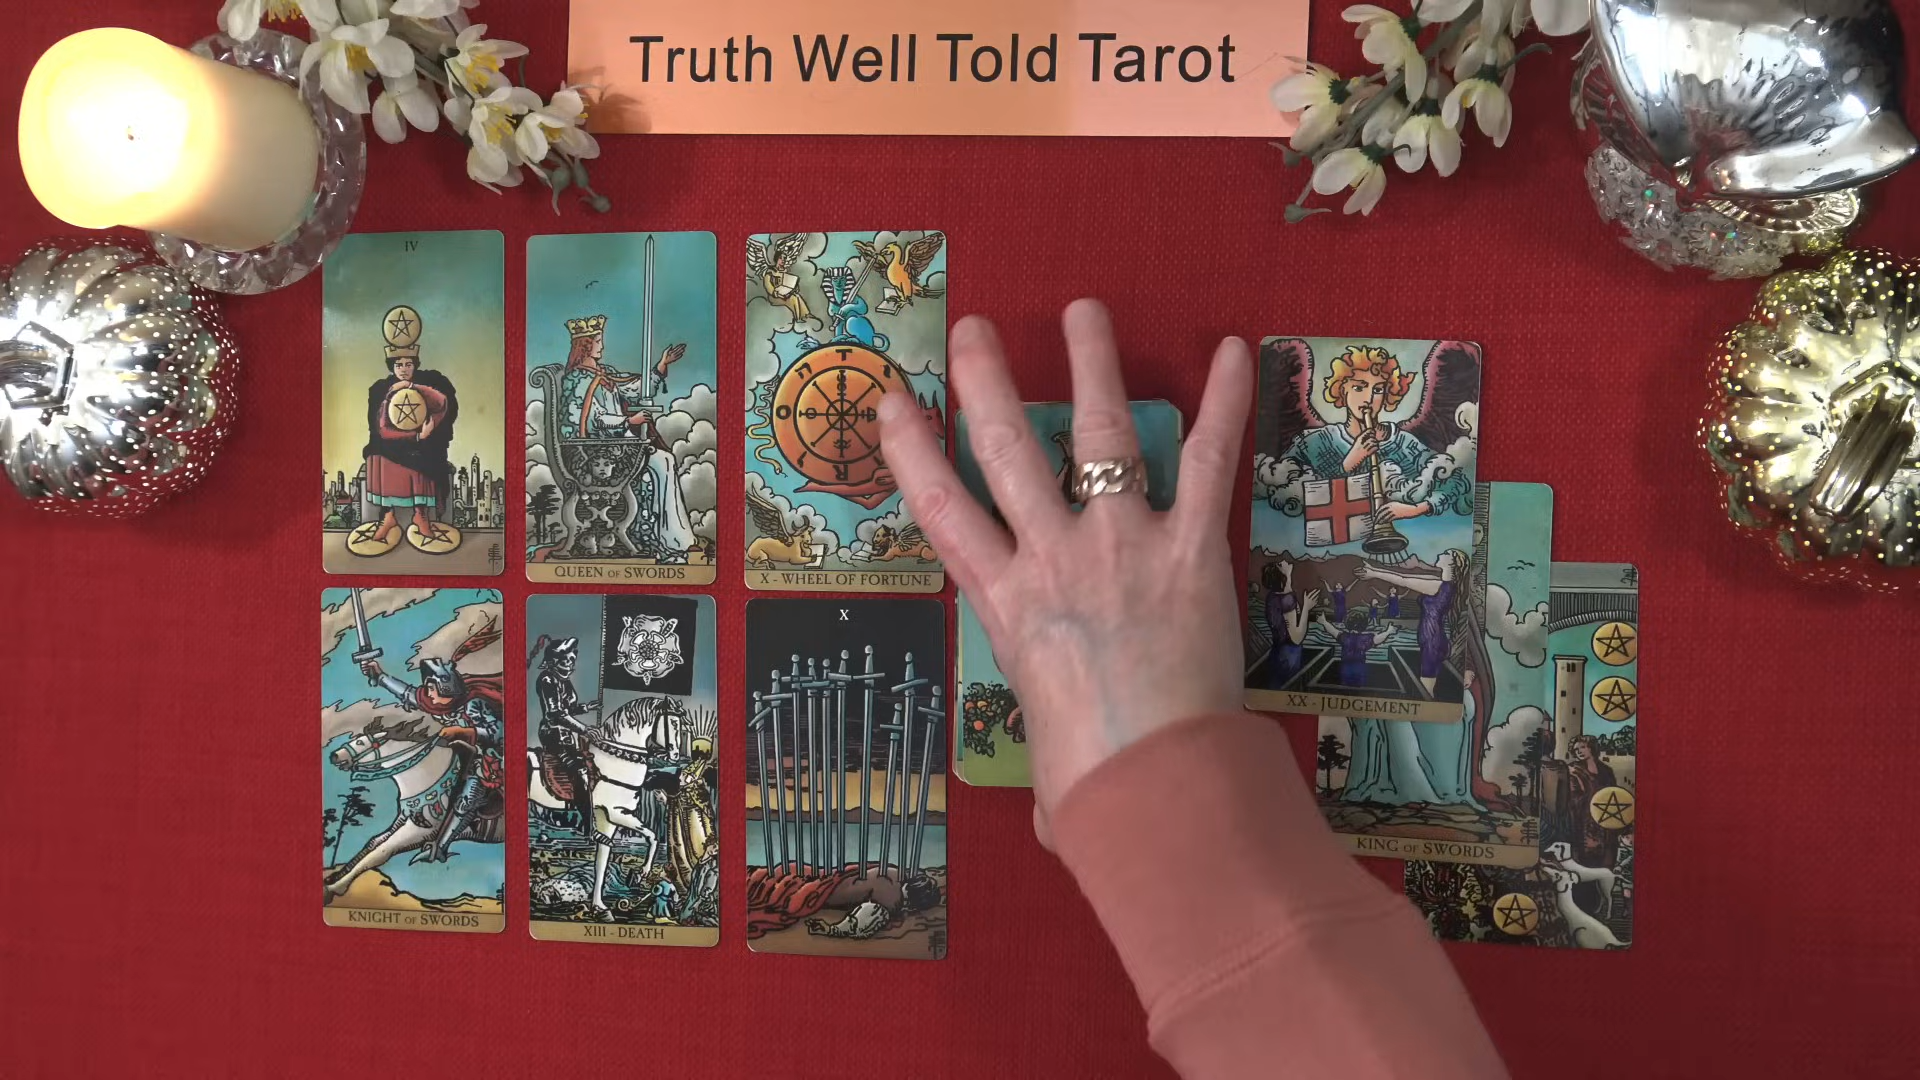 Truth Well Told Tarot
IV
QUEEN OF SWORDS
X - WHEEL OF FORTUNE
XX - JUDGEMENT
KNIGHT OF SWORDS
XIII - DEATH
X
KING OF SWORDS